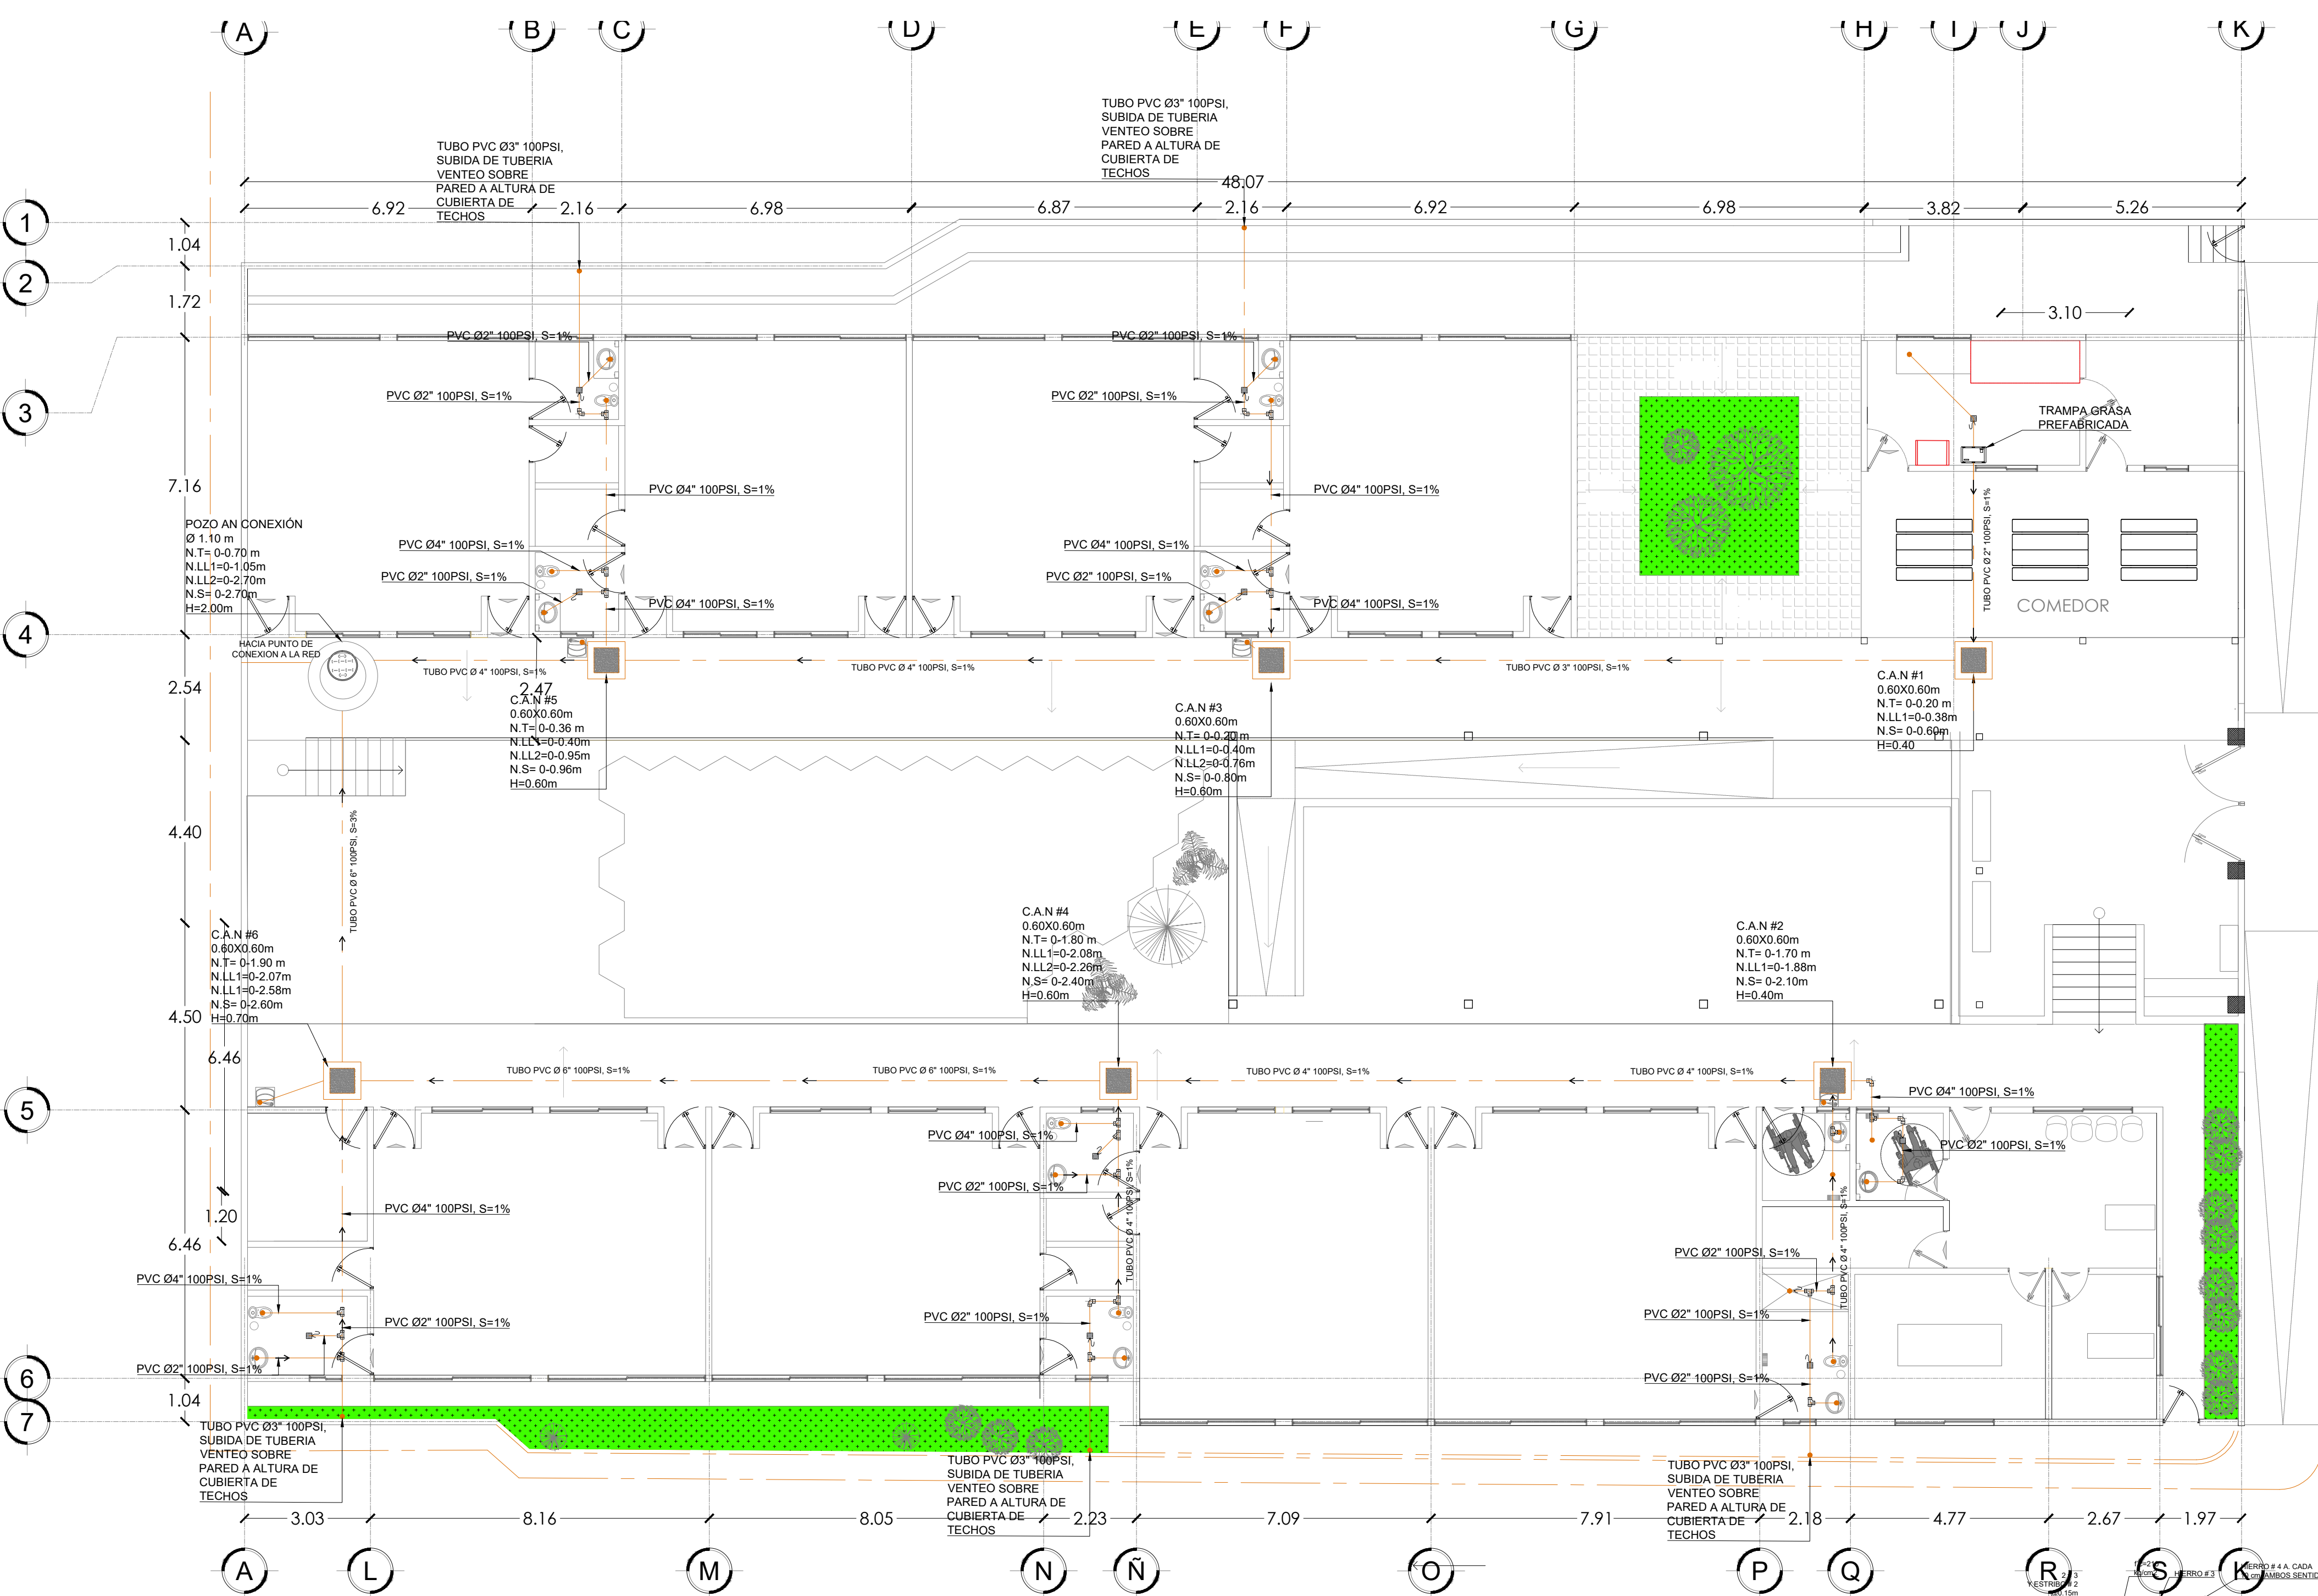 A
B
C
D
E
F
G
H
I
J
K
TUBO PVC Ø3" 100PSI,
SUBIDA DE TUBERIA
VENTEO SOBRE
PARED A ALTURA DE
CUBIERTA DE
TECHOS
TUBO PVC Ø3" 100PSI,
SUBIDA DE TUBERIA
VENTEO SOBRE
PARED A ALTURA DE
CUBIERTA DE
TECHOS
48.07
6.92
2.16
6.98
6.87
2.16
6.92
6.98
3.82
5.26
1
1.04
2
1.72
3.10
PVC Ø2" 100PSI, S=1%
PVC Ø2" 100PSI, S=1%
PVC Ø2" 100PSI, S=1%
PVC Ø2" 100PSI, S=1%
3
TRAMPA GRASA
PREFABRICADA
7.16
PVC Ø4" 100PSI, S=1%
PVC Ø4" 100PSI, S=1%
TUBO PVC Ø 2" 100PSI, S=1%
POZO AN CONEXIÓN
Ø 1.10 m
N.T= 0-0.70 m
N.LL1=0-1.05m
N.LL2=0-2.70m
N.S= 0-2.70m
H=2.00m
PVC Ø4" 100PSI, S=1%
PVC Ø2" 100PSI, S=1%
PVC Ø4" 100PSI, S=1%
PVC Ø4" 100PSI, S=1%
PVC Ø2" 100PSI, S=1%
PVC Ø4" 100PSI, S=1%
COMEDOR
4
HACIA PUNTO DE
CONEXION A LA RED
TUBO PVC Ø 4" 100PSI, S=1%
TUBO PVC Ø 4" 100PSI, S=1%
TUBO PVC Ø 3" 100PSI, S=1%
2.54
2.47
C.A.N #5
0.60X0.60m
N.T= 0-0.36 m
N.LL1=0-0.40m
N.LL2=0-0.95m
N.S= 0-0.96m
H=0.60m
C.A.N #3
0.60X0.60m
N.T= 0-0.20 m
N.LL1=0-0.40m
N.LL2=0-0.76m
N.S= 0-0.80m
H=0.60m
C.A.N #1
0.60X0.60m
N.T= 0-0.20 m
N.LL1=0-0.38m
N.S= 0-0.60m
H=0.40
4.40
TUBO PVC Ø 6" 100PSI, S=3%
C.A.N #6
0.60X0.60m
N.T= 0-1.90 m
N.LL1=0-2.07m
N.LL1=0-2.58m
N.S= 0-2.60m
H=0.70m
C.A.N #4
0.60X0.60m
N.T= 0-1.80 m
N.LL1=0-2.08m
N.LL2=0-2.26m
N.S= 0-2.40m
H=0.60m
C.A.N #2
0.60X0.60m
N.T= 0-1.70 m
N.LL1=0-1.88m
N.S= 0-2.10m
H=0.40m
4.50
6.46
TUBO PVC Ø 6" 100PSI, S=1%
TUBO PVC Ø 6" 100PSI, S=1%
TUBO PVC Ø 4" 100PSI, S=1%
TUBO PVC Ø 4" 100PSI, S=1%
5
PVC Ø4" 100PSI, S=1%
PVC Ø4" 100PSI, S=1%
PVC Ø2" 100PSI, S=1%
PVC Ø2" 100PSI, S=1%
TUBO PVC Ø 4" 100PSI, S=1%
TUBO PVC Ø 4" 100PSI, S=1%
1.20
PVC Ø4" 100PSI, S=1%
6.46
PVC Ø2" 100PSI, S=1%
PVC Ø4" 100PSI, S=1%
PVC Ø2" 100PSI, S=1%
PVC Ø2" 100PSI, S=1%
PVC Ø2" 100PSI, S=1%
PVC Ø2" 100PSI, S=1%
PVC Ø2" 100PSI, S=1%
6
1.04
7
TUBO PVC Ø3" 100PSI,
SUBIDA DE TUBERIA
VENTEO SOBRE
PARED A ALTURA DE
CUBIERTA DE
TECHOS
TUBO PVC Ø3" 100PSI,
SUBIDA DE TUBERIA
VENTEO SOBRE
PARED A ALTURA DE
CUBIERTA DE
TECHOS
TUBO PVC Ø3" 100PSI,
SUBIDA DE TUBERIA
VENTEO SOBRE
PARED A ALTURA DE
CUBIERTA DE
TECHOS
3.03
8.16
8.05
2.23
7.09
7.91
2.18
4.77
2.67
1.97
A
L
M
N
Ñ
O
P
Q
R
S
K
HIERRO # 3
HIERRO # 4 A. CADA
AMBOS SENTID
Y ESTRIBO # 2